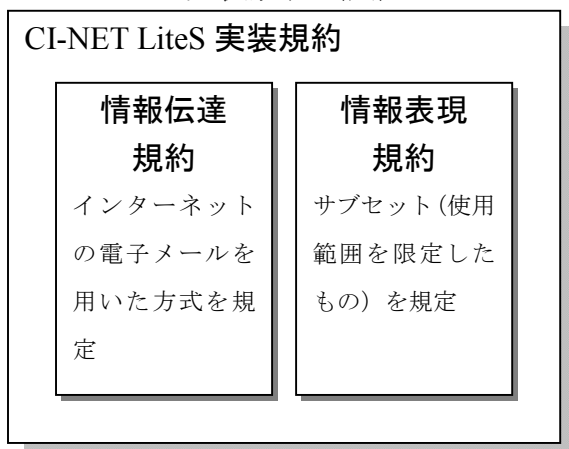 CI-NET LiteS 実装規約
情報伝達
規約
インターネット
の電子メールを
用いた方式を規
定
情報表現
規約
サブセット（使用
範囲を限定した
もの）を規定